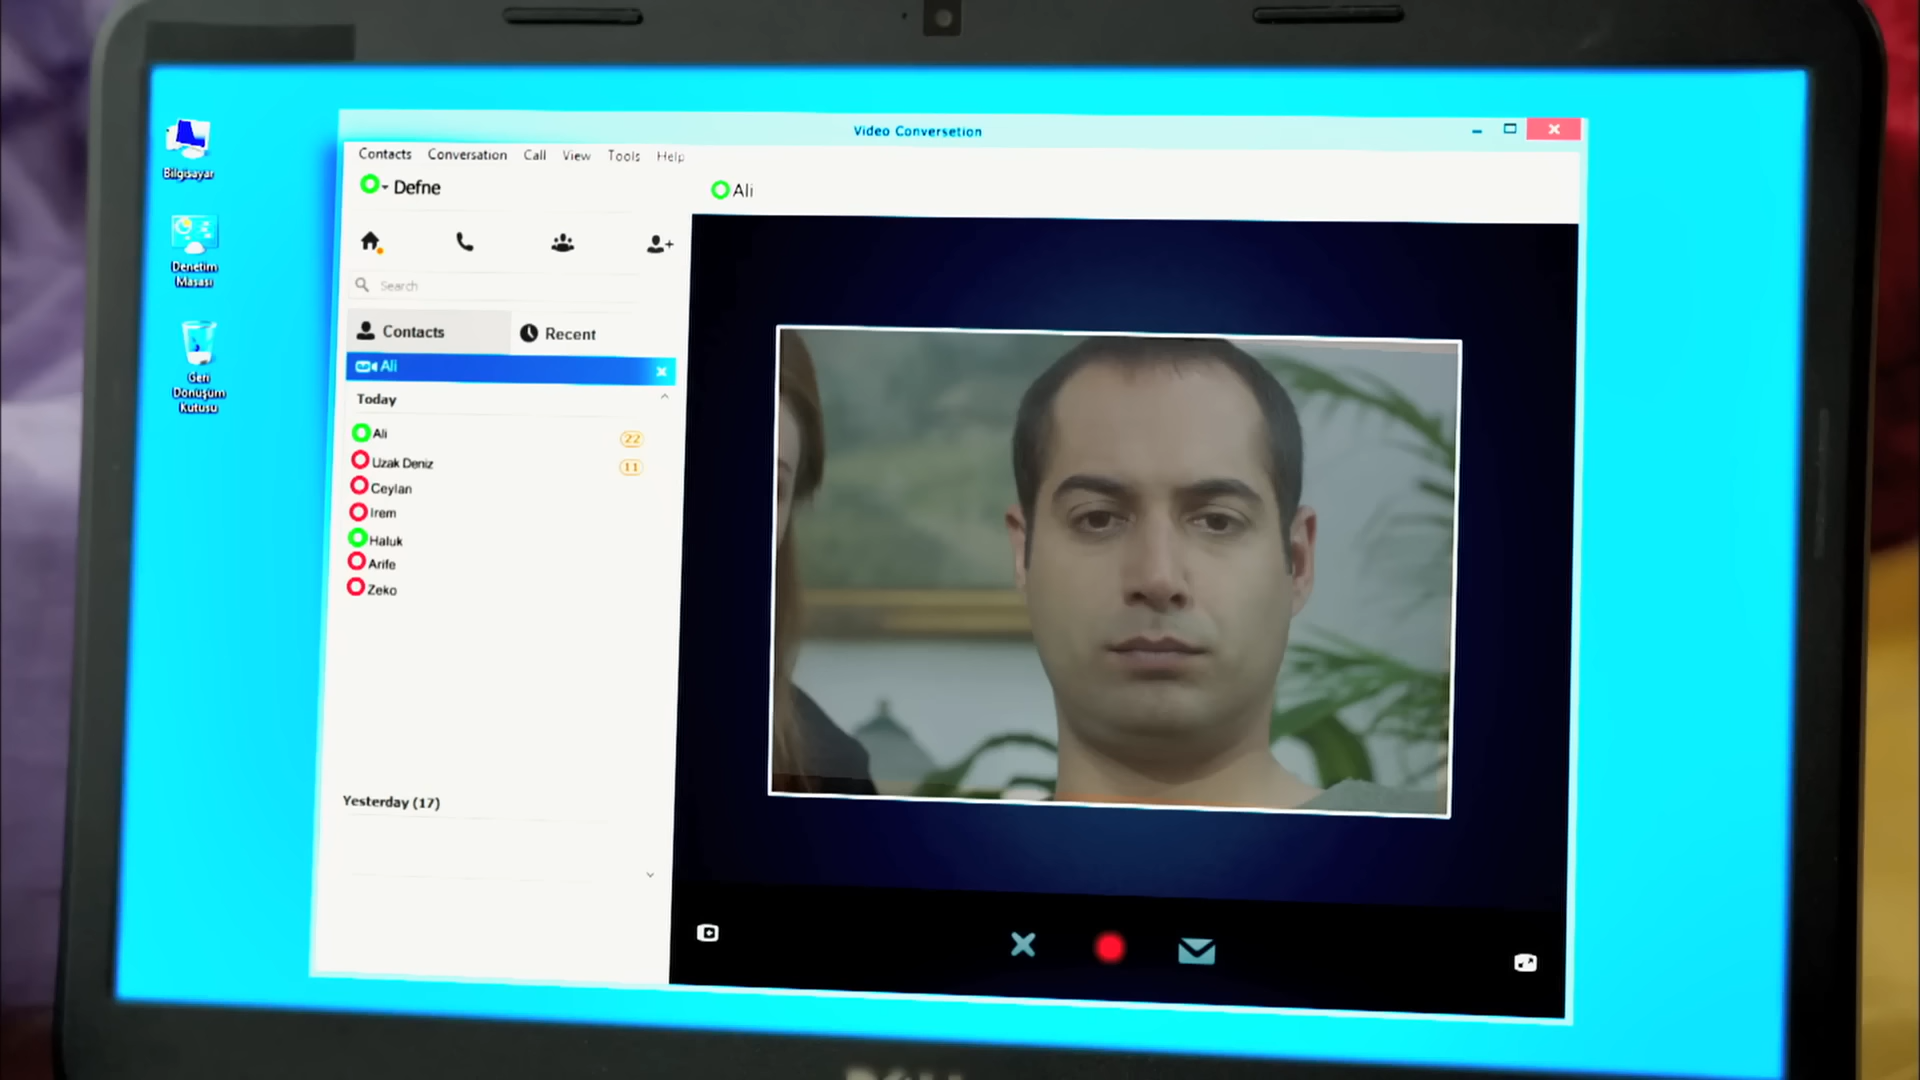 Bilgisayar
Denetim
Masası
Geri
Dönüşüm
Kutusu
Video Conversetion
Contacts Conversation Call View Tools Help
Defne
Ali
Search
Contacts Recent
Ali
Today
Ali 22
Uzak Deniz 11
Ceylan
Irem
Haluk
Arife
Zeko
Yesterday (17)